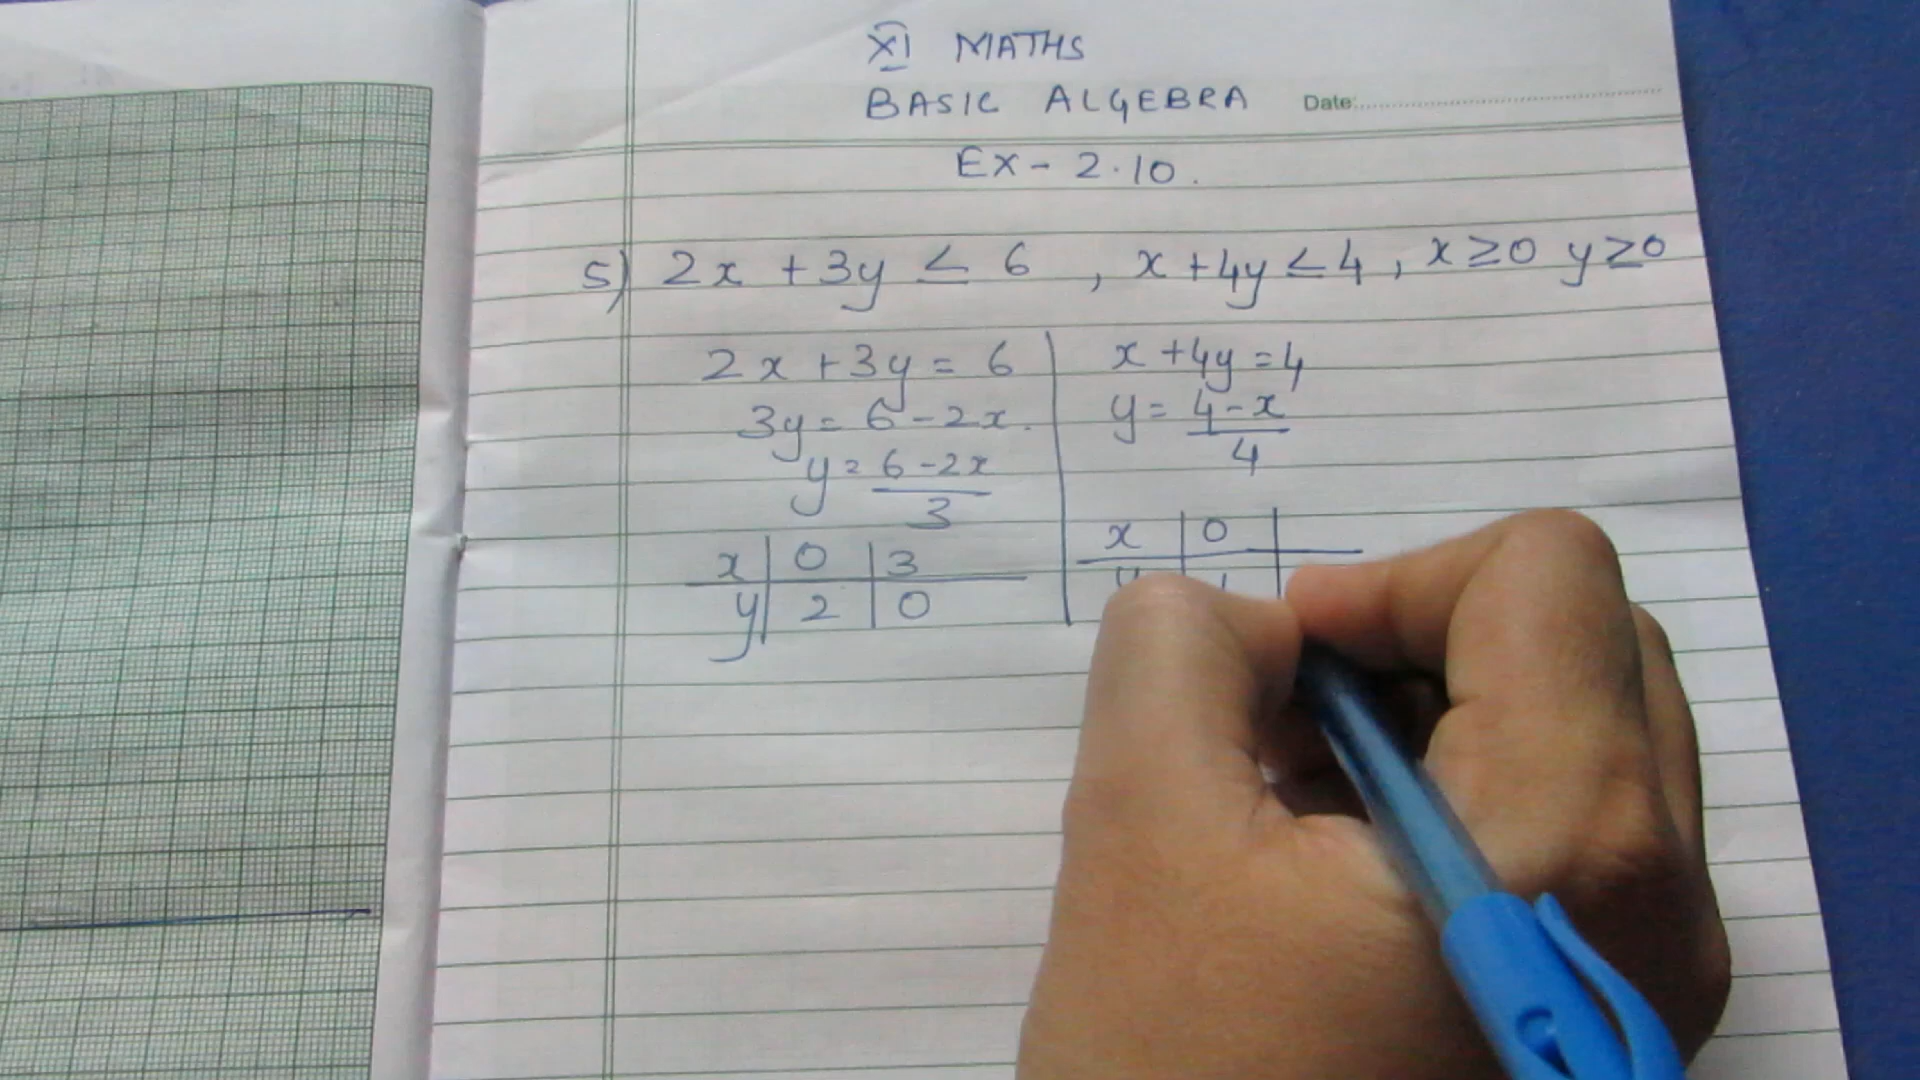 XI MATHS
BASIC ALGEBRA
Date:
EX - 2.10.
5) 2x + 3y ≤ 6 , x + 4y ≤ 4 , x ≥ 0 y ≥ 0
2x + 3y = 6
3y = 6 - 2x.
y = 6 - 2x
3
x 0 3
y 2 0
x + 4y = 4
y = 4 - x
4
x 0
y 1